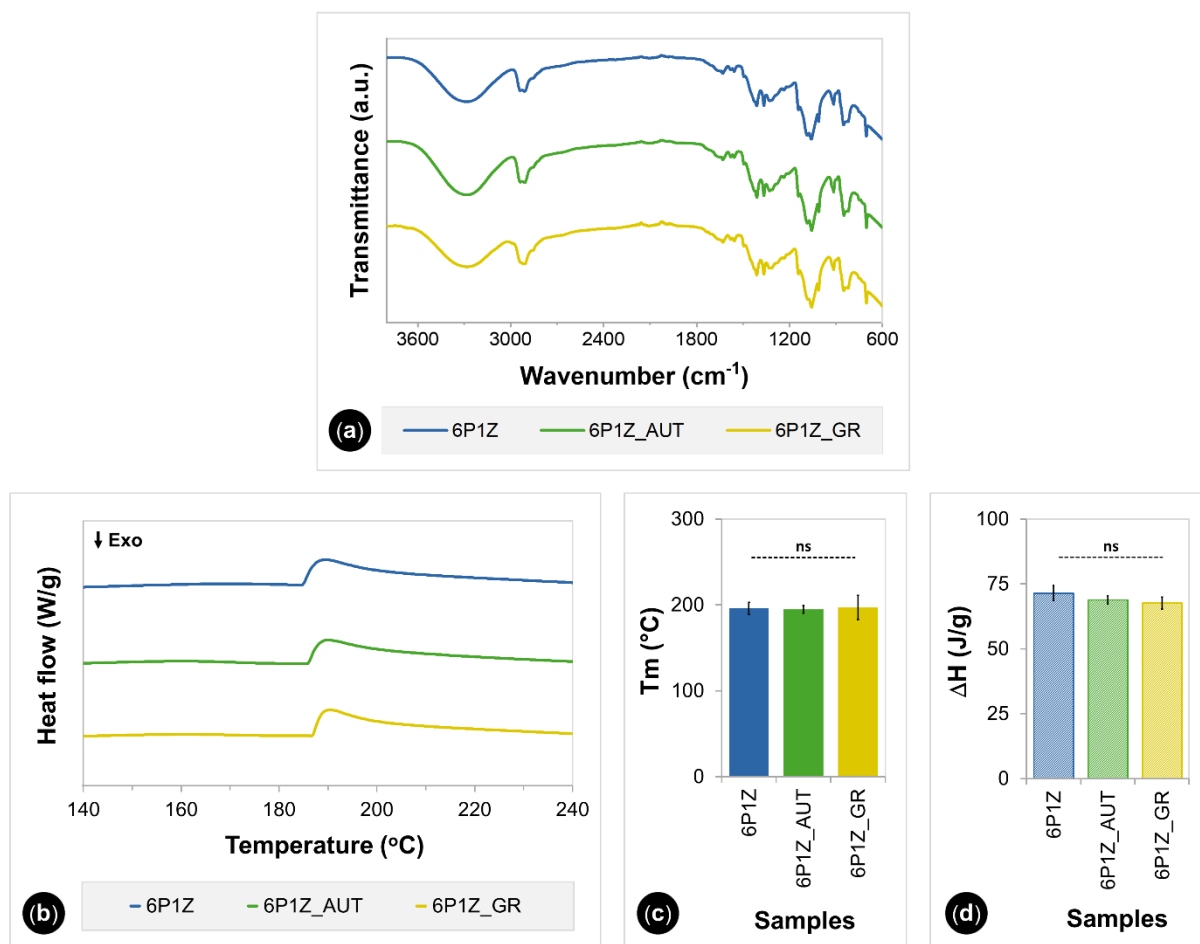 Transmittance (a.u.)
3600 3000 2400 1800 1200 600
Wavenumber (cm⁻¹)
(a) 6P1Z 6P1Z_AUT 6P1Z_GR
↓ Exo
Heat flow (W/g)
140 160 180 200 220 240
Temperature (ºC)
(b) 6P1Z 6P1Z_AUT 6P1Z_GR
300
200
100
0
ns
Tm (°C)
6P1Z 6P1Z_AUT 6P1Z_GR
(c) Samples
100
75
50
25
0
ns
ΔH (J/g)
6P1Z 6P1Z_AUT 6P1Z_GR
(d) Samples